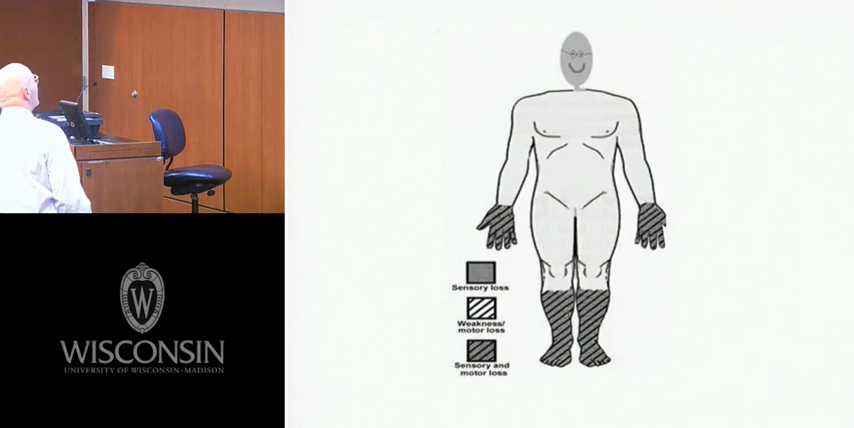 W
WISCONSIN
UNIVERSITY OF WISCONSIN–MADISON
Sensory loss
Weakness/
motor loss
Sensory and
motor loss